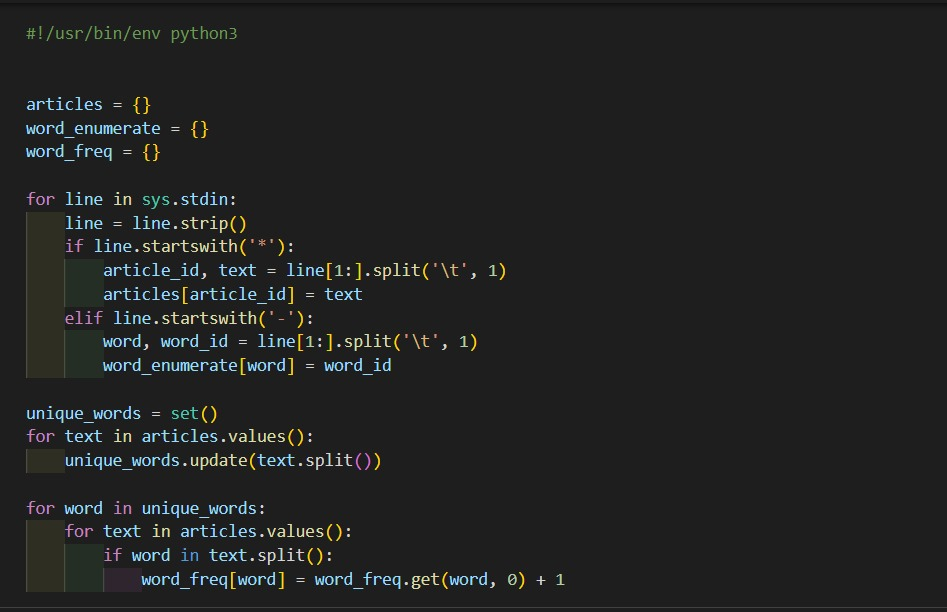 #!/usr/bin/env python3
articles = {}
word_enumerate = {}
word_freq = {}
for line in sys.stdin:
    line = line.strip()
    if line.startswith('*'):
        article_id, text = line[1:].split('\t', 1)
        articles[article_id] = text
    elif line.startswith('-'):
        word, word_id = line[1:].split('\t', 1)
        word_enumerate[word] = word_id
unique_words = set()
for text in articles.values():
    unique_words.update(text.split())
for word in unique_words:
    for text in articles.values():
        if word in text.split():
            word_freq[word] = word_freq.get(word, 0) + 1